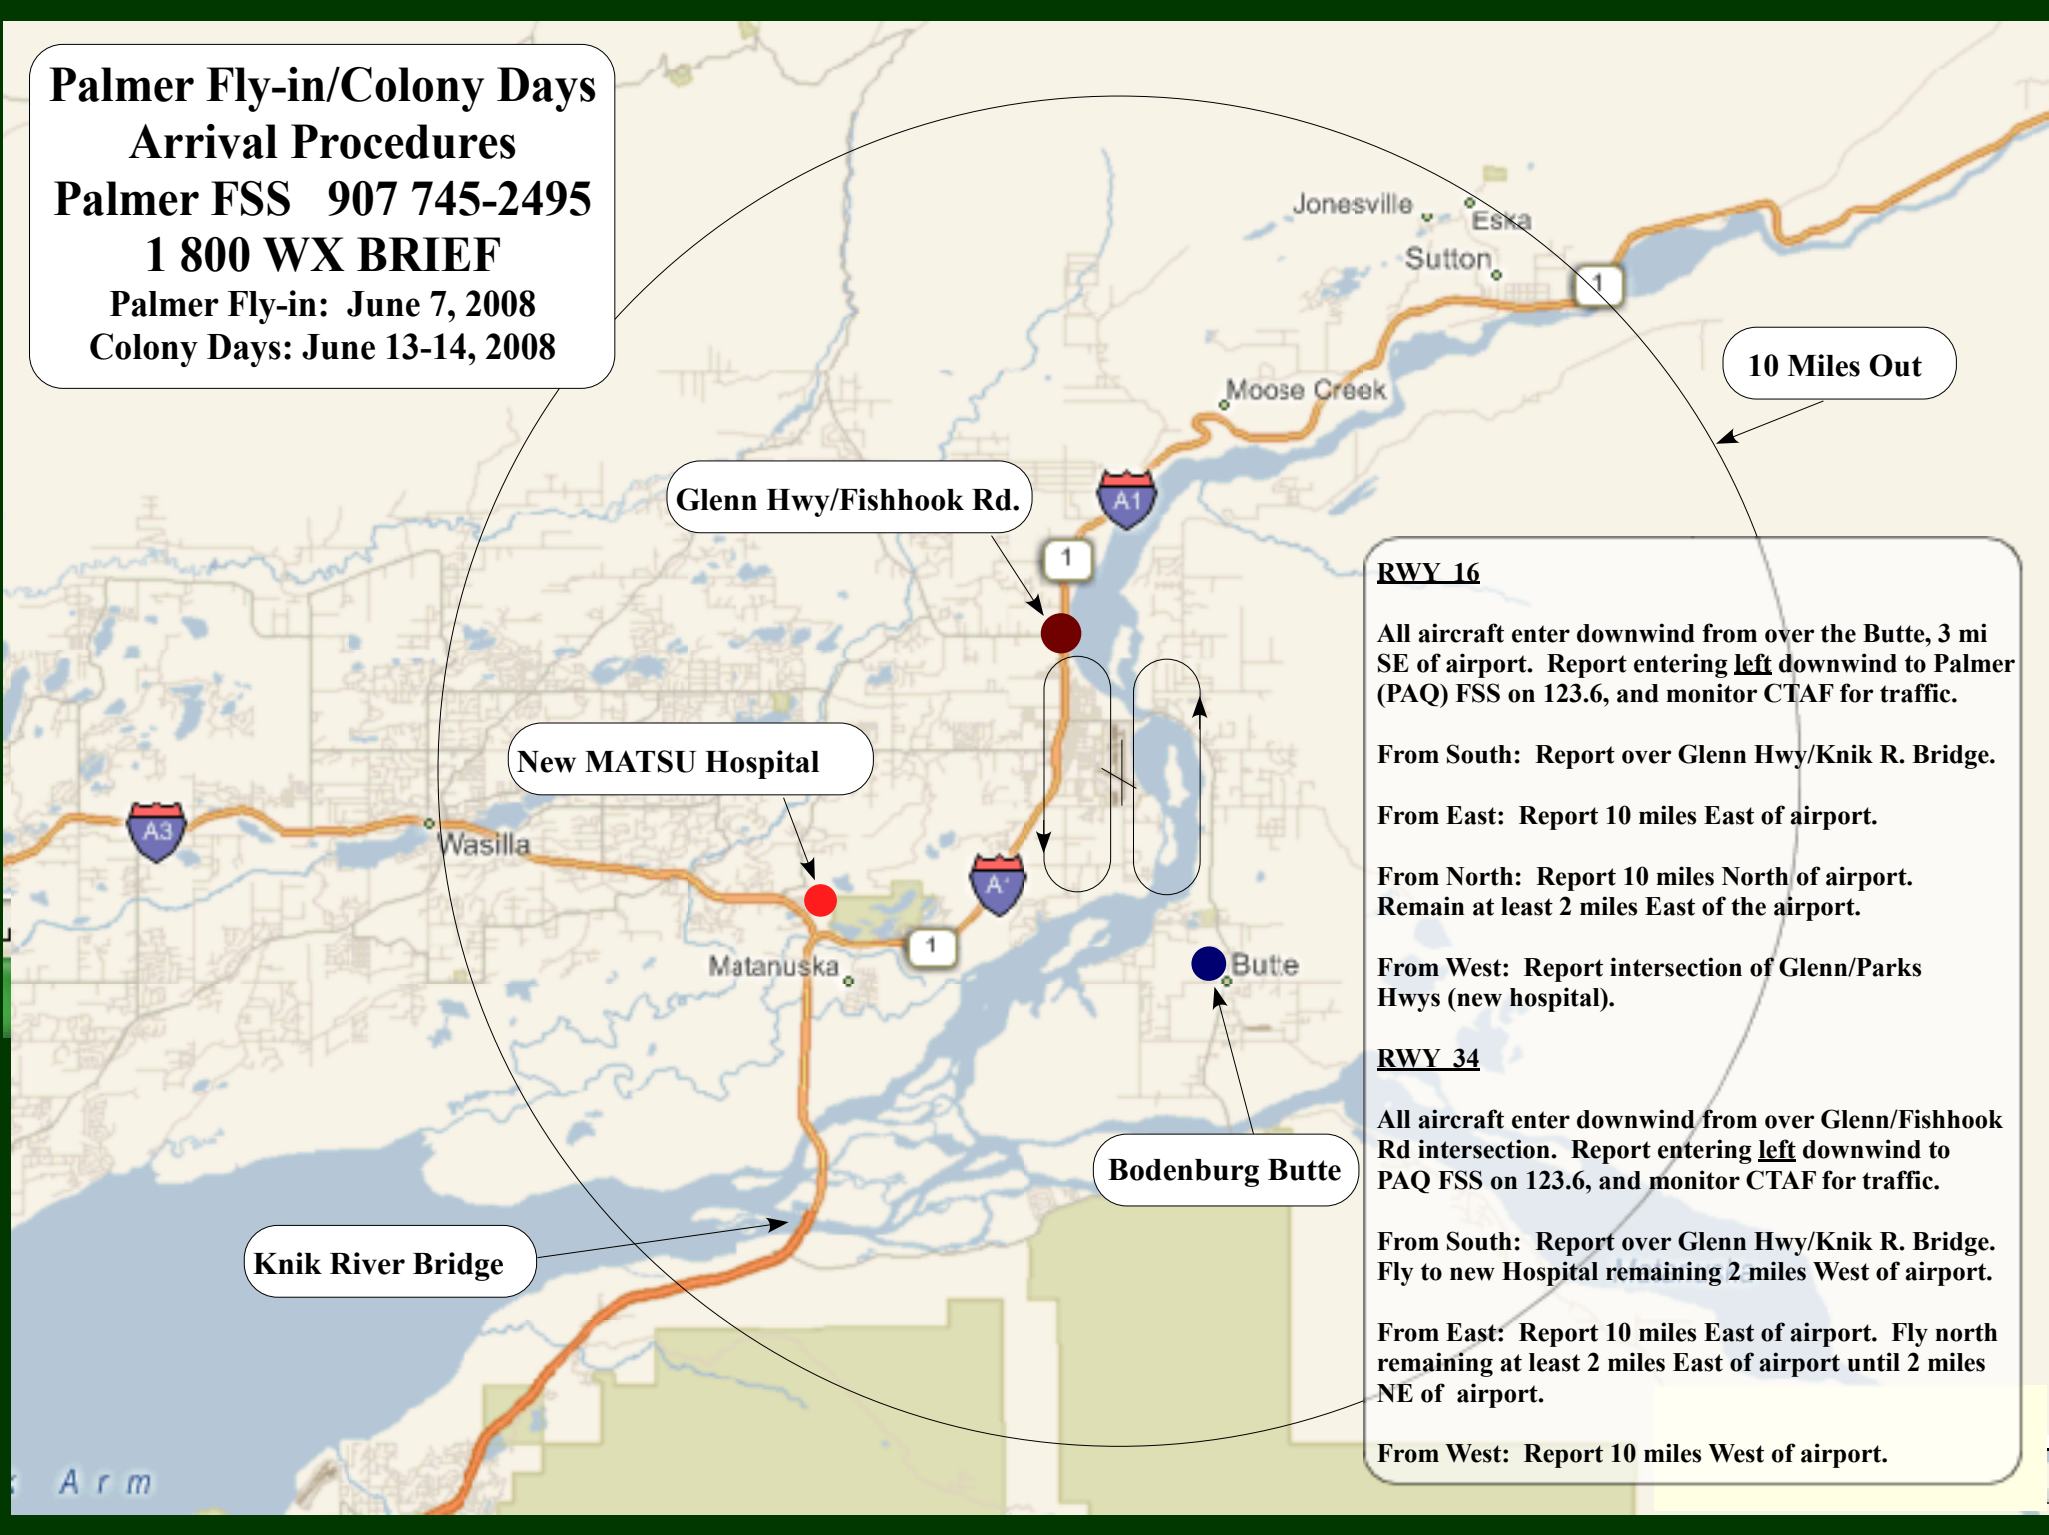 Palmer Fly-in/Colony Days
Arrival Procedures
Palmer FSS   907 745-2495
1 800 WX BRIEF
Palmer Fly-in:  June 7, 2008
Colony Days: June 13-14, 2008
Jonesville
Eska
Sutton
1
10 Miles Out
Moose Creek
Glenn Hwy/Fishhook Rd.
A1
1
New MATSU Hospital
A3
Wasilla
1
Matanuska
Butte
Bodenburg Butte
Knik River Bridge
Arm
RWY  16
All aircraft enter downwind from over the Butte, 3 mi
SE of airport.  Report entering left downwind to Palmer
(PAQ) FSS on 123.6, and monitor CTAF for traffic.
From South:  Report over Glenn Hwy/Knik R. Bridge.
From East:  Report 10 miles East of airport.
From North:  Report 10 miles North of airport.
Remain at least 2 miles East of the airport.
From West:  Report intersection of Glenn/Parks
Hwys (new hospital).
RWY  34
All aircraft enter downwind from over Glenn/Fishhook
Rd intersection.  Report entering left downwind to
PAQ FSS on 123.6, and monitor CTAF for traffic.
From South:  Report over Glenn Hwy/Knik R. Bridge.
Fly to new Hospital remaining 2 miles West of airport.
From East:  Report 10 miles East of airport.  Fly north
remaining at least 2 miles East of airport until 2 miles
NE of  airport.
From West:  Report 10 miles West of airport.